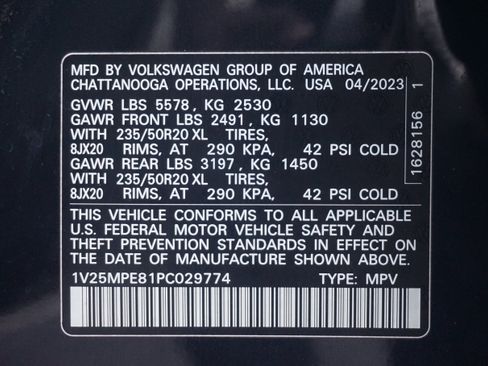 MFD BY VOLKSWAGEN GROUP OF AMERICA
CHATTANOOGA OPERATIONS, LLC. USA 04/2023
GVWR LBS 5578, KG 2530
GAWR FRONT LBS 2491, KG 1130
WITH 235/50R20 XL TIRES,
8JX20 RIMS, AT 290 KPA, 42 PSI COLD
GAWR REAR LBS 3197, KG 1450
WITH 235/50R20 XL TIRES,
8JX20 RIMS, AT 290 KPA, 42 PSI COLD
THIS VEHICLE CONFORMS TO ALL APPLICABLE
U.S. FEDERAL MOTOR VEHICLE SAFETY AND
THEFT PREVENTION STANDARDS IN EFFECT ON
THE DATE OF MANUFACTURE SHOWN ABOVE.
1V25MPE81PC029774 TYPE: MPV
1628156 1